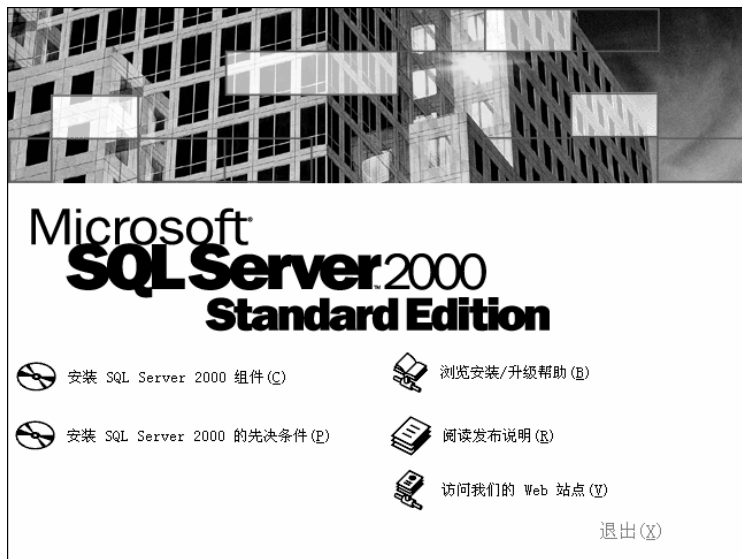 Microsoft
SQL Server 2000
Standard Edition
安装 SQL Server 2000 组件(C)
安装 SQL Server 2000 的先决条件(P)
浏览安装/升级帮助(B)
阅读发布说明(R)
访问我们的 Web 站点(V)
退出(X)